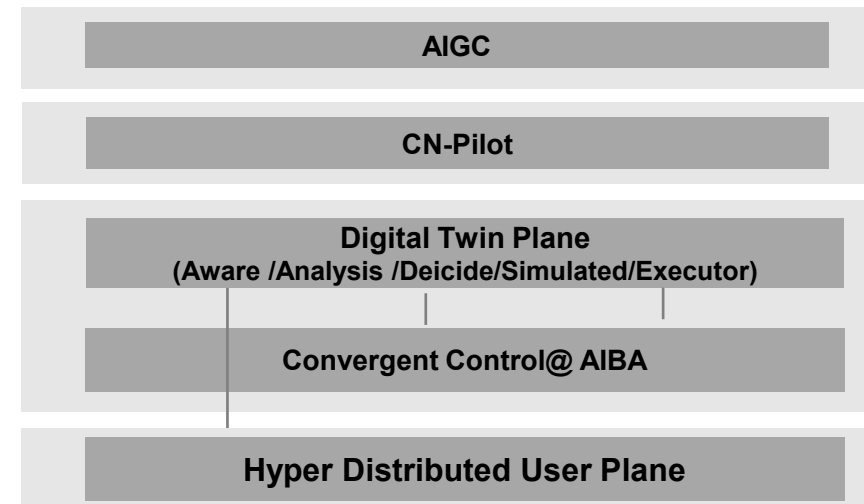 AIGC
CN-Pilot
Digital Twin Plane
(Aware /Analysis /Deicide/Simulated/Executor)
Convergent Control@ AIBA
Hyper Distributed User Plane